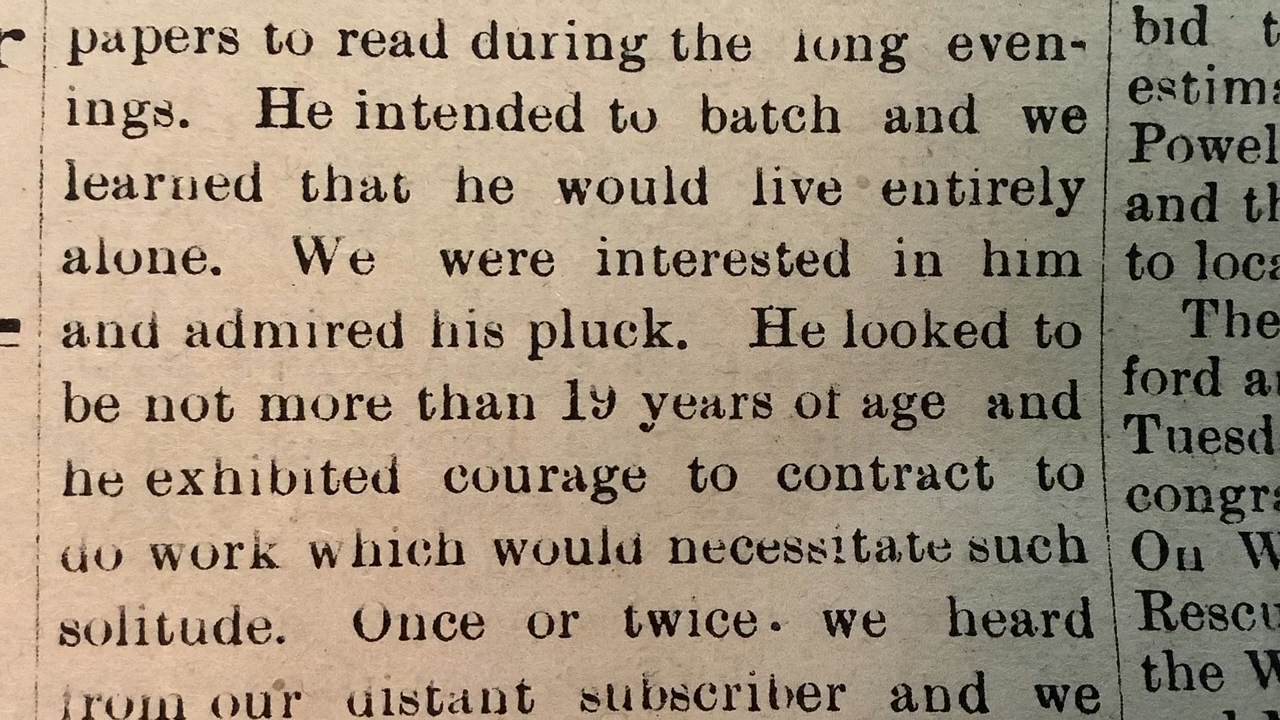 papers to read during the long even-
ings. He intended to batch and we
learned that he would live entirely
alone. We were interested in him
and admired his pluck. He looked to
be not more than 19 years of age and
he exhibited courage to contract to
do work which would necessitate such
solitude. Once or twice we heard
from our distant subscriber and we
bid
estima
Powel
and th
to loca
The
ford a
Tuesd
congra
On W
Rescu
the W